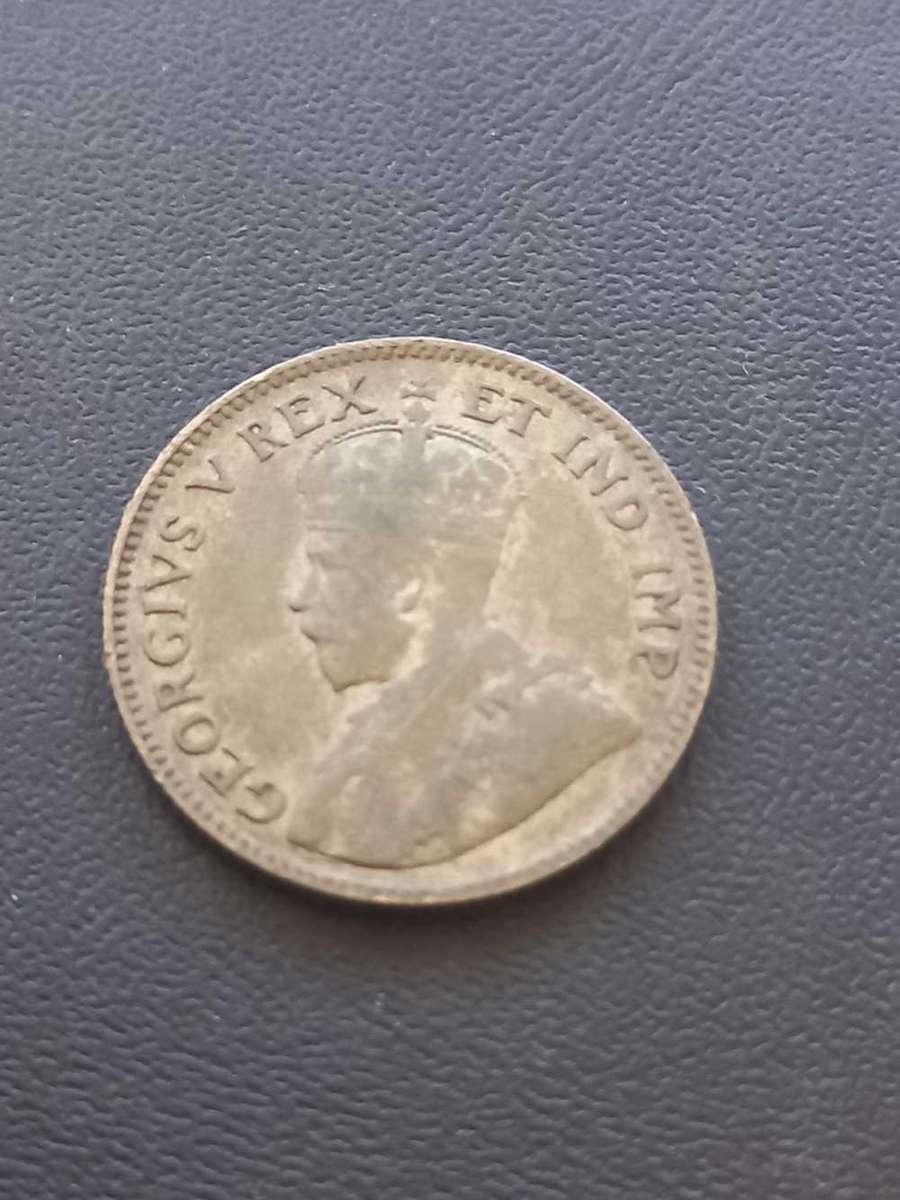 GEORGIVS V REX ET IND IMP